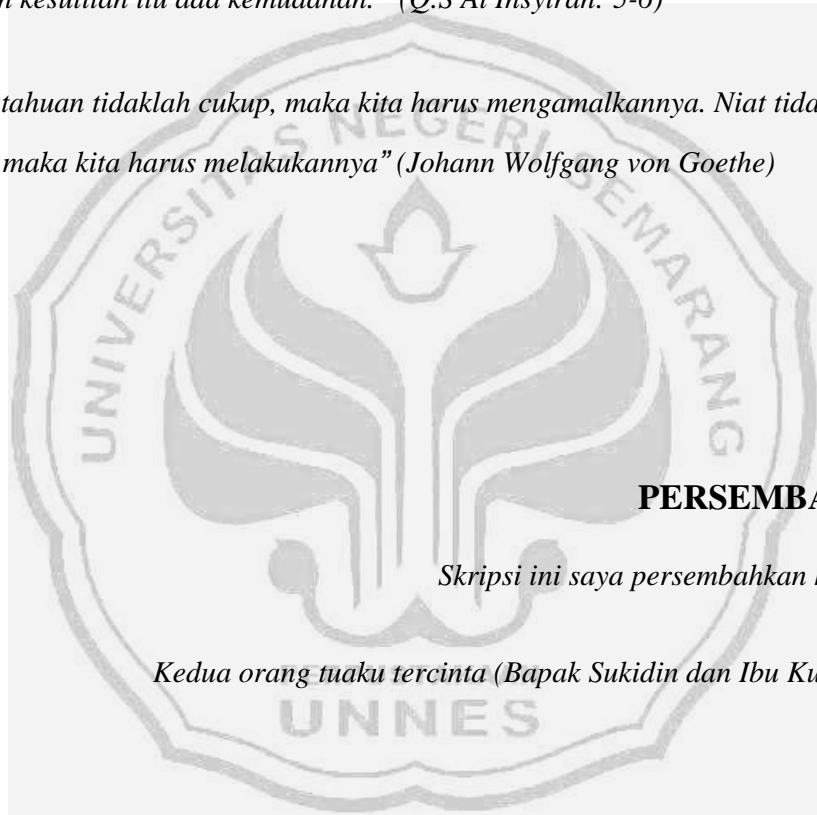 kesulitan itu ada kemudahan." (Q.S Al Insyirah: 5-6)
tahuan tidaklah cukup, maka kita harus mengamalkannya. Niat tida
maka kita harus melakukannya” (Johann Wolfgang von Goethe)
UNIVERSITAS NEGERI SEMARANG
PERSEMBA
Skripsi ini saya persembahkan
Kedua orang tuaku tercinta (Bapak Sukidin dan Ibu Ku
UNNES